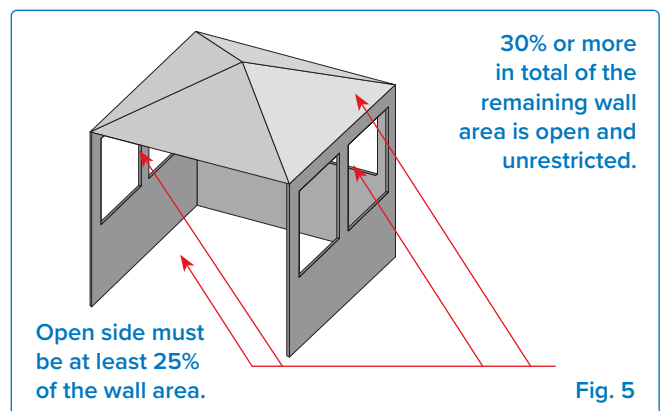 30% or more
in total of the
remaining wall
area is open and
unrestricted.
Open side must
be at least 25%
of the wall area.
Fig. 5